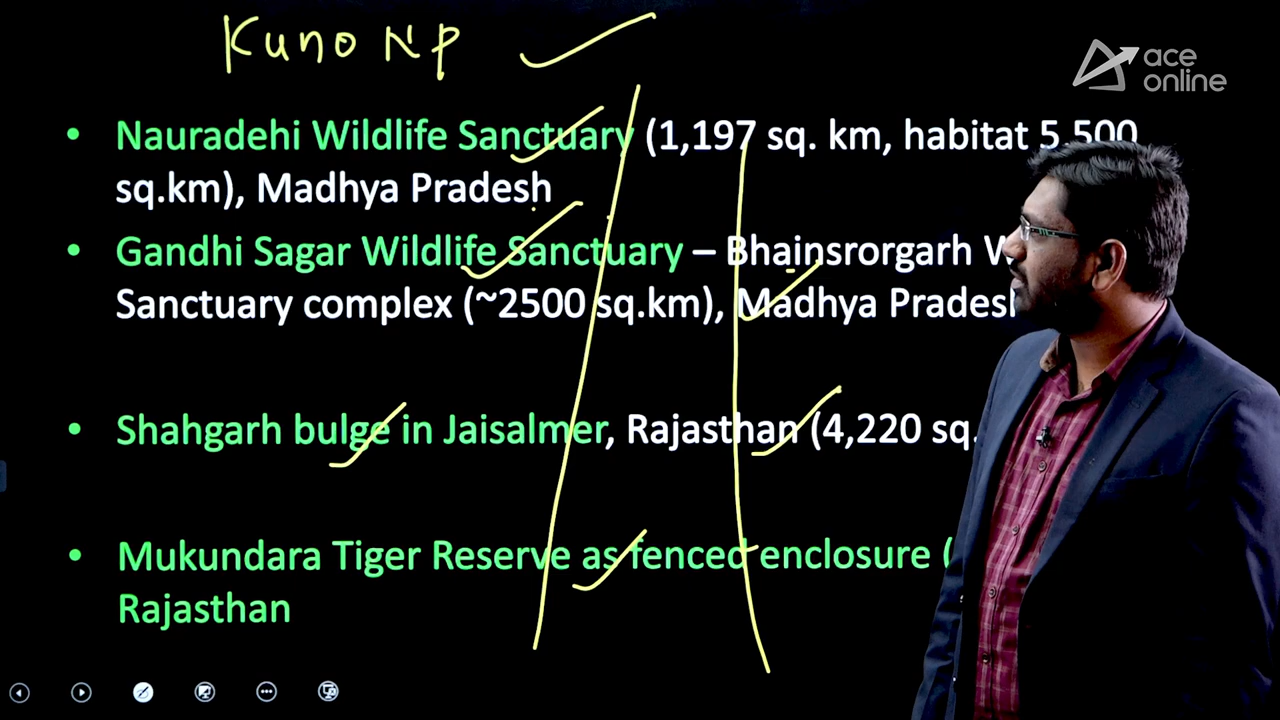 Kuno NP
ace
online
• Nauradehi Wildlife Sanctuary (1,197 sq. km, habitat 5,500
sq.km), Madhya Pradesh
• Gandhi Sagar Wildlife Sanctuary – Bhainsrorgarh
Sanctuary complex (~2500 sq.km), Madhya Pradesh
• Shahgarh bulge in Jaisalmer, Rajasthan (4,220 sq.
• Mukundara Tiger Reserve as fenced enclosure (
Rajasthan